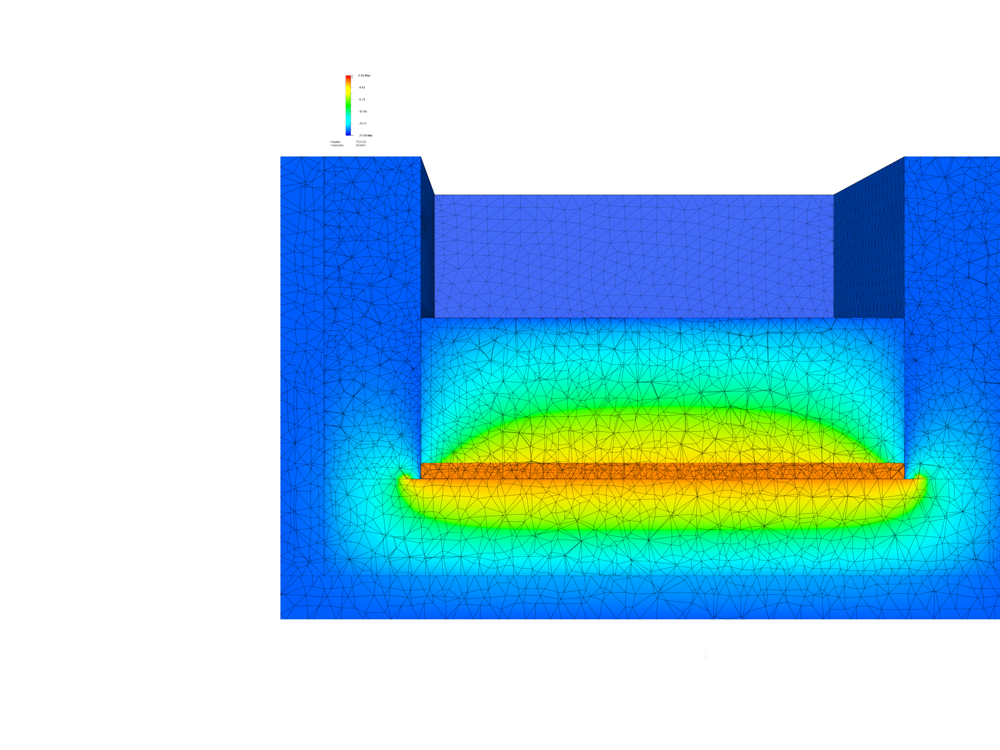 0.89 Max
-4.43
-9.74
-15.06
-20.37
-25.69 Min
Knoten: 753129
Elemente 501655